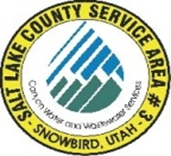 SALT LAKE COUNTY SERVICE AREA # 3
Canyon Water and Wastewater Services
SNOWBIRD, UTAH